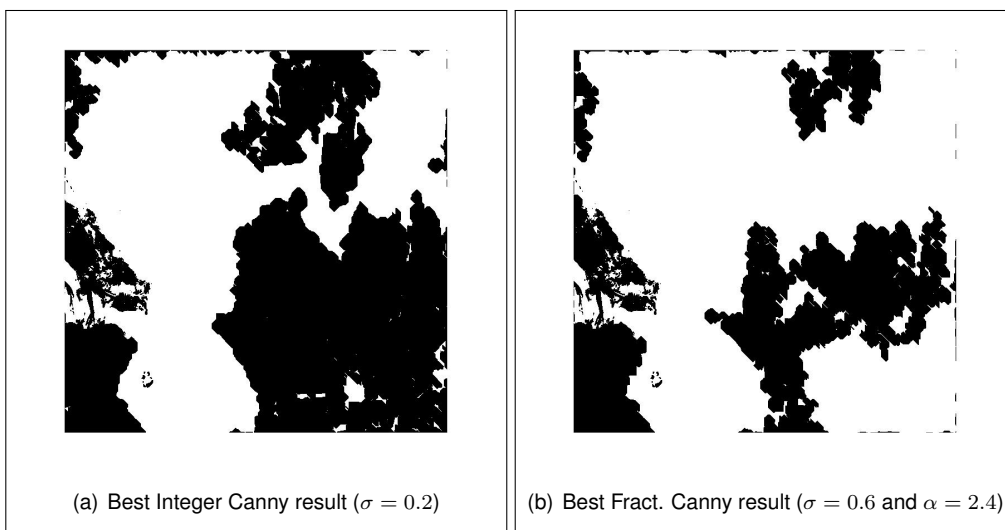 (a) Best Integer Canny result (σ = 0.2)
(b) Best Fract. Canny result (σ = 0.6 and α = 2.4)